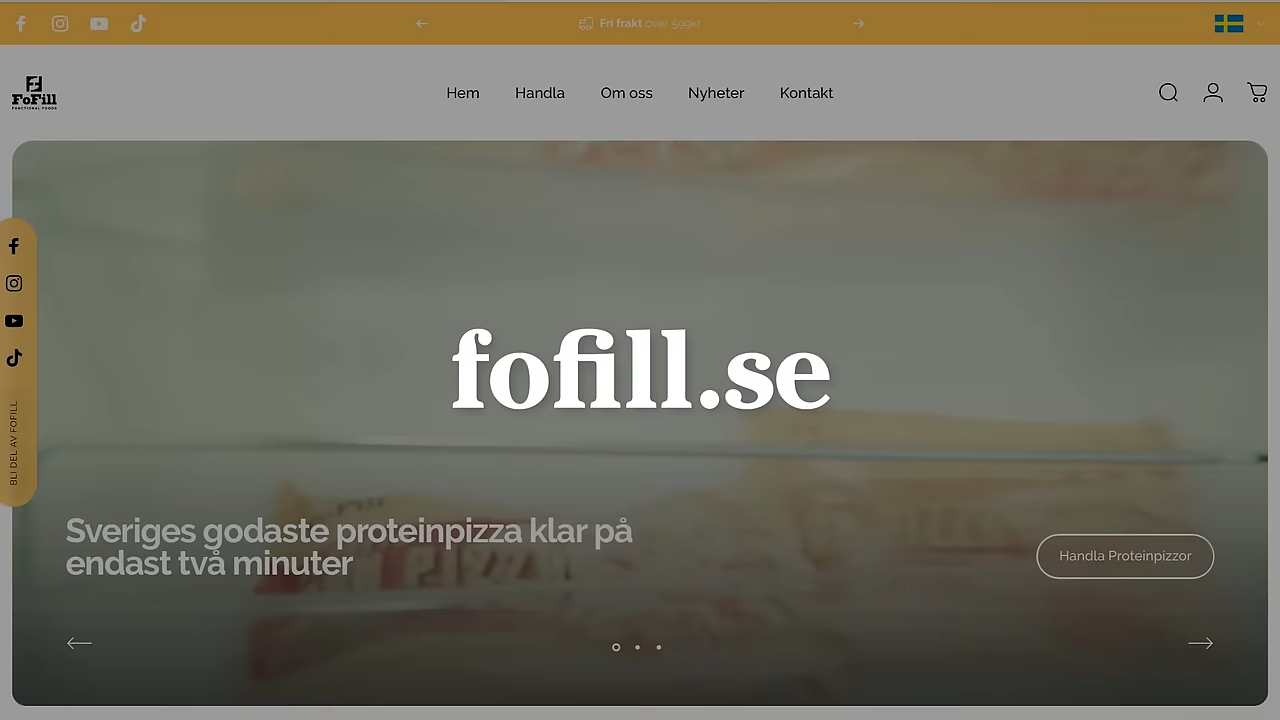 Fri frakt över 599kr
FoFill
FUNCTIONAL FOODS
Hem
Handla
Om oss
Nyheter
Kontakt
fofill.se
BLI DEL AV FOFILL
Sveriges godaste proteinpizza klar på
endast två minuter
Handla Proteinpizzor